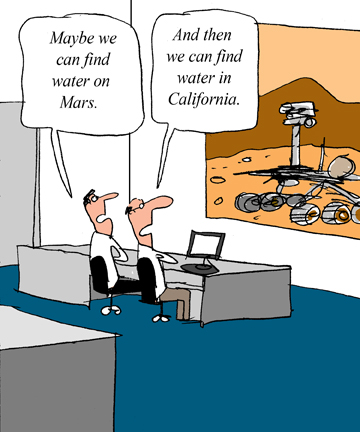 Maybe we
can find
water on
Mars.
And then
we can find
water in
California.